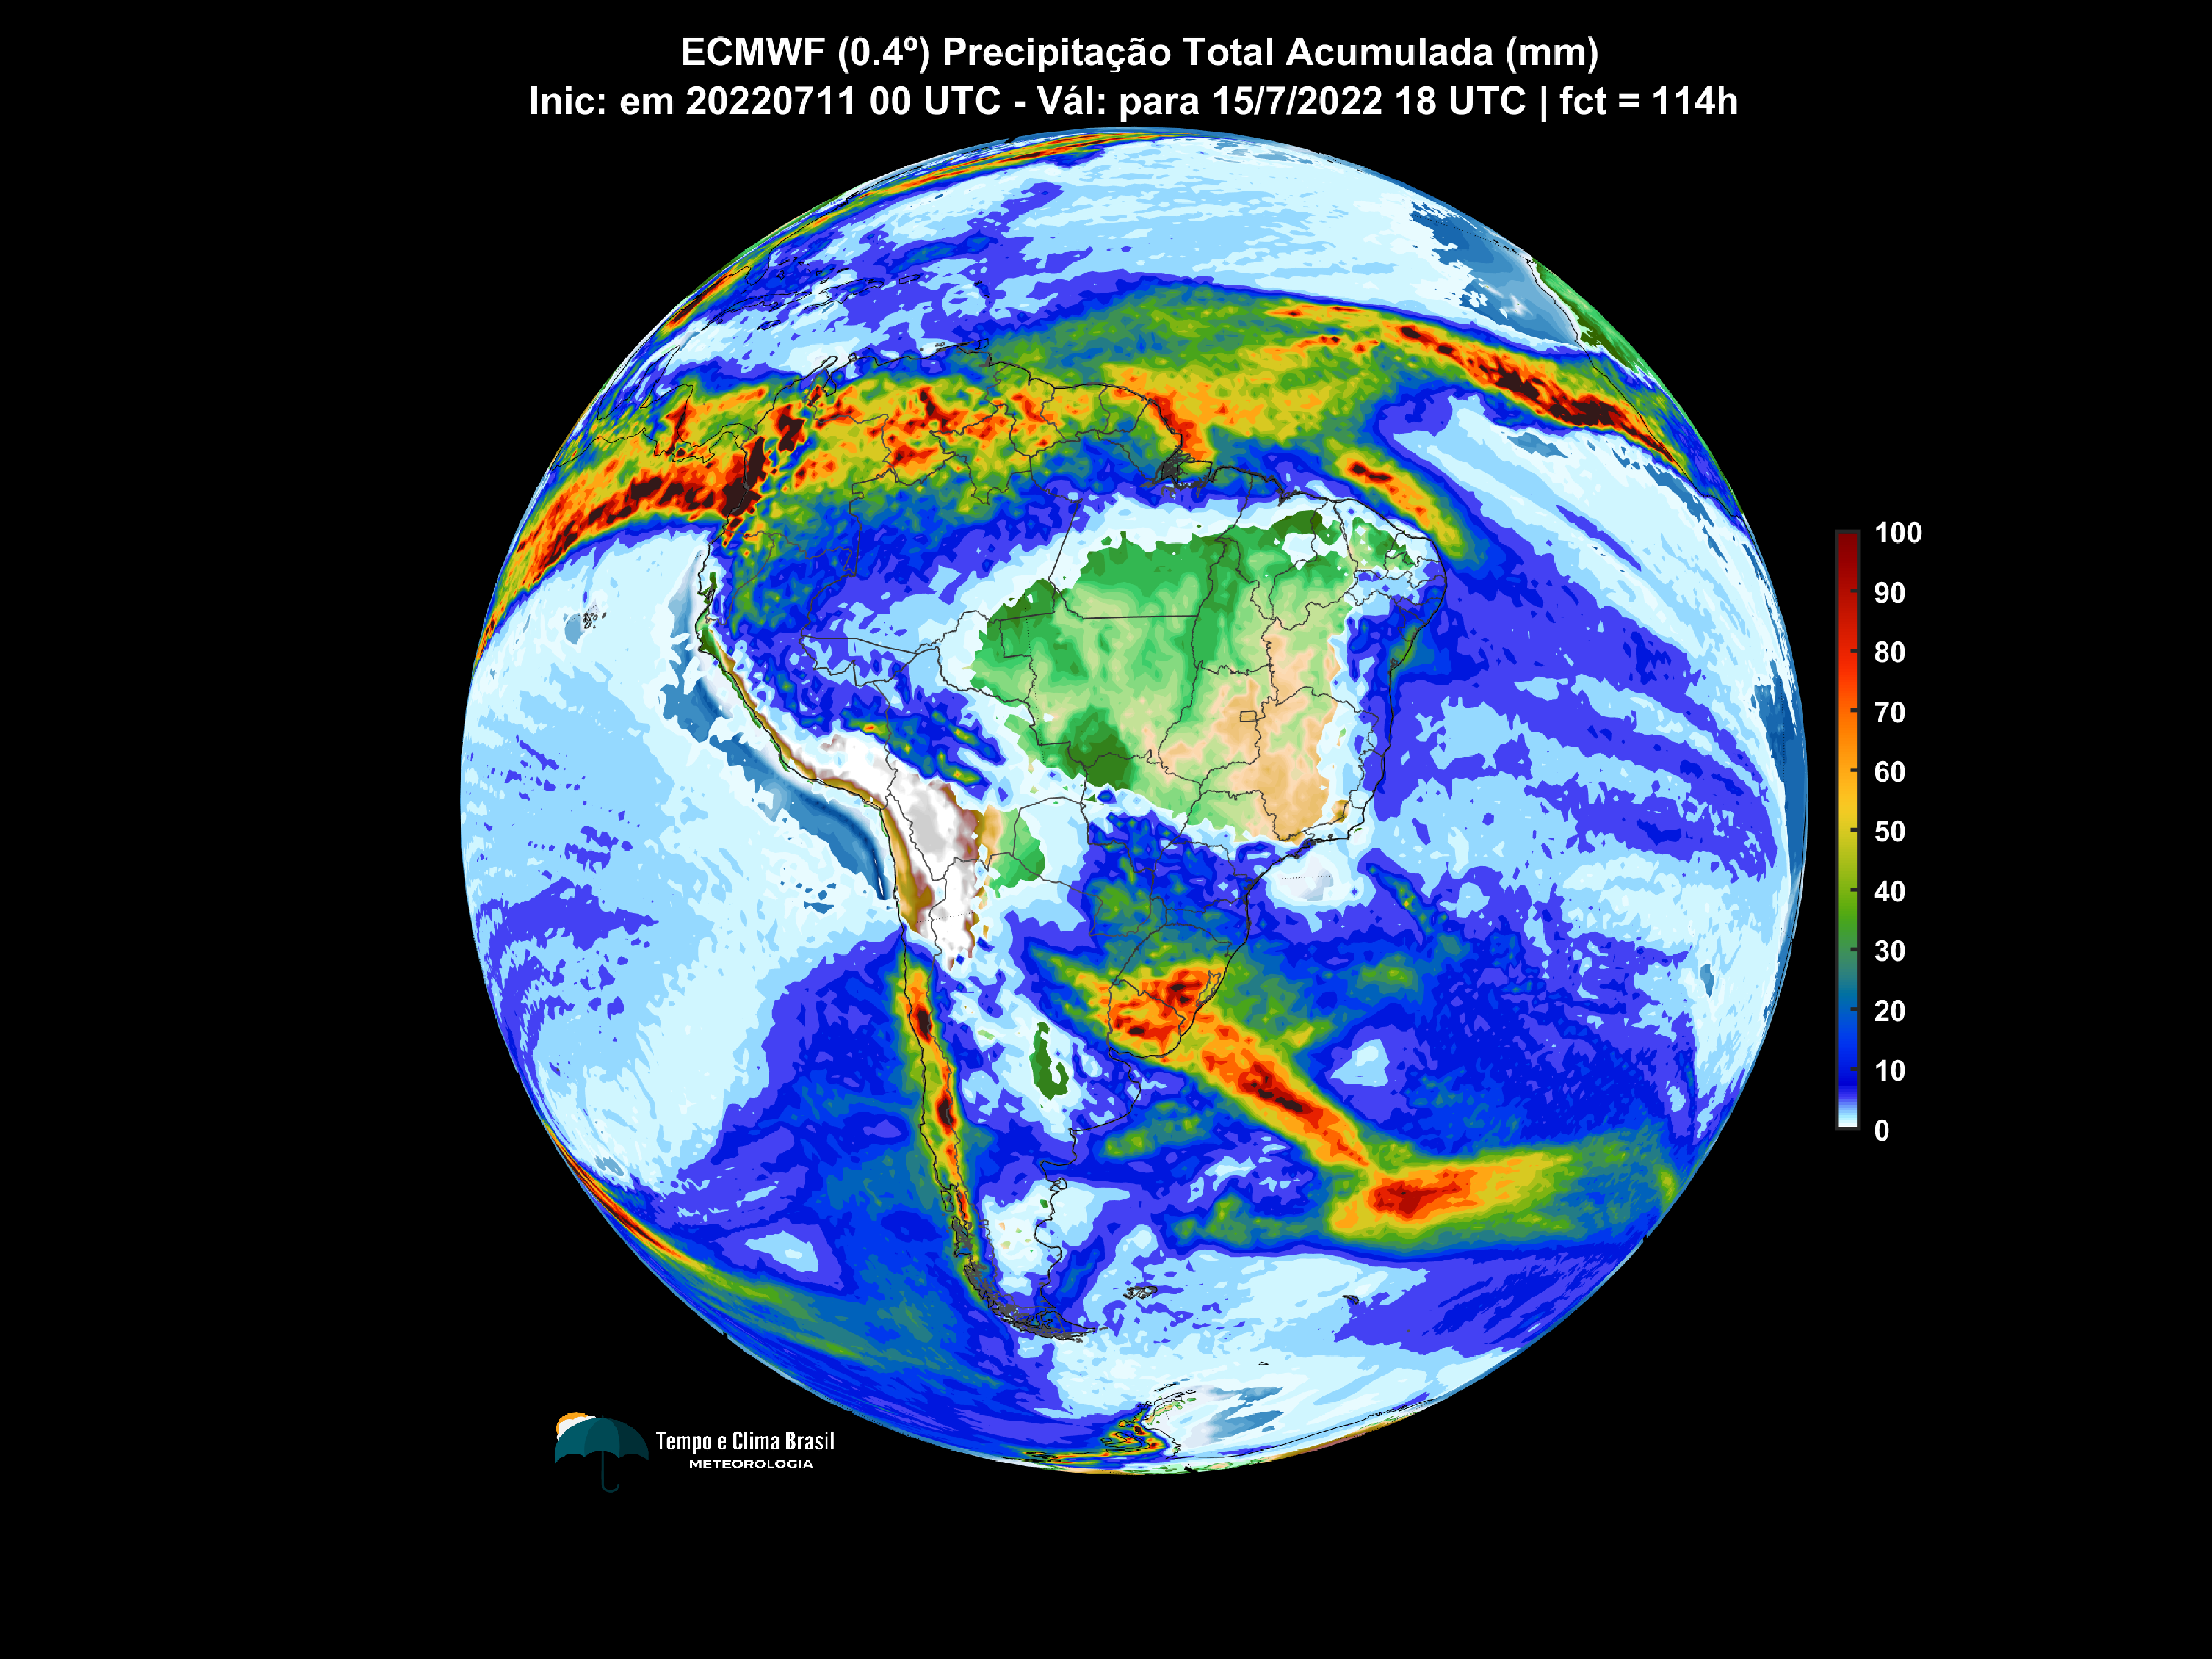 ECMWF (0.4º) Precipitação Total Acumulada (mm)
Inic: em 20220711 00 UTC - Vál: para 15/7/2022 18 UTC | fct = 114h
100
90
80
70
60
50
40
30
20
10
0
Tempo e Clima Brasil
METEOROLOGIA